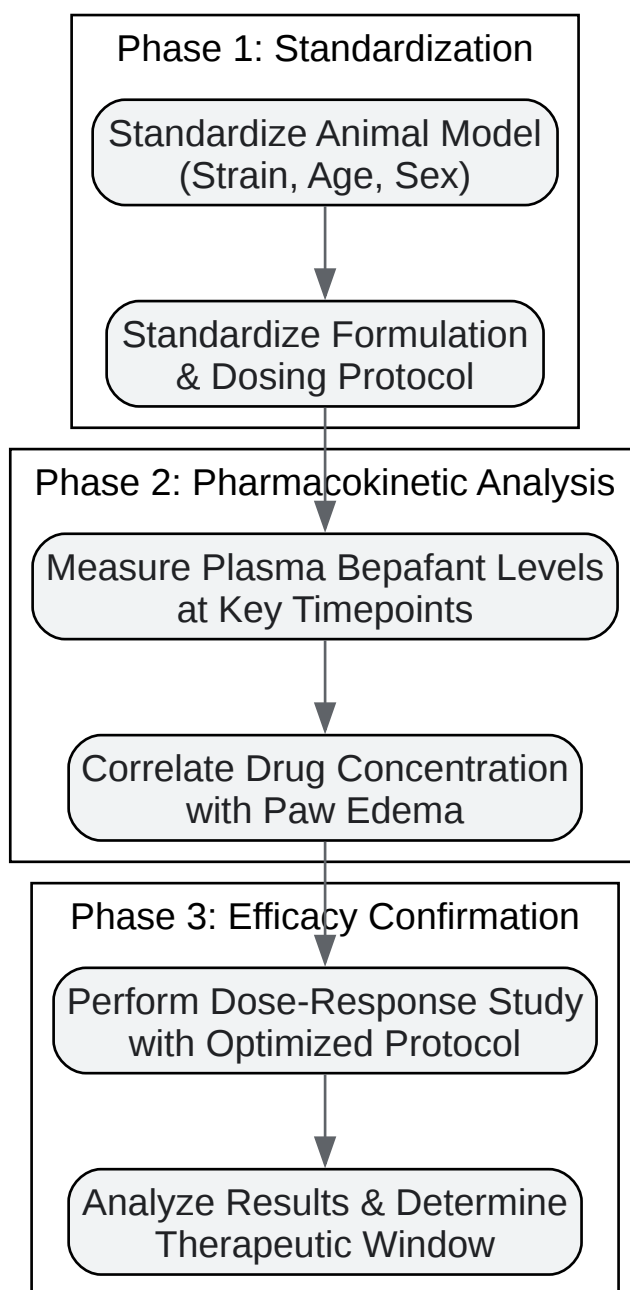 Phase 1: Standardization
Standardize Animal Model
(Strain, Age, Sex)
Standardize Formulation
& Dosing Protocol
Phase 2: Pharmacokinetic Analysis
Measure Plasma Bepafant Levels
at Key Timepoints
Correlate Drug Concentration
with Paw Edema
Phase 3: Efficacy Confirmation
Perform Dose-Response Study
with Optimized Protocol
Analyze Results & Determine
Therapeutic Window